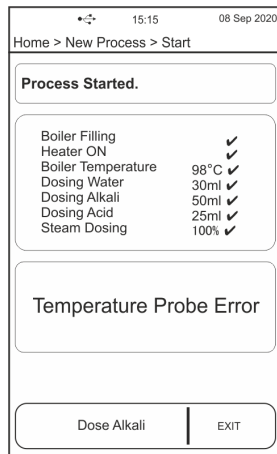 15:15 08 Sep 2020
Home > New Process > Start
Process Started.
Boiler Filling ✔
Heater ON ✔
Boiler Temperature 98°C ✔
Dosing Water 30ml ✔
Dosing Alkali 50ml ✔
Dosing Acid 25ml ✔
Steam Dosing 100% ✔
Temperature Probe Error
Dose Alkali EXIT